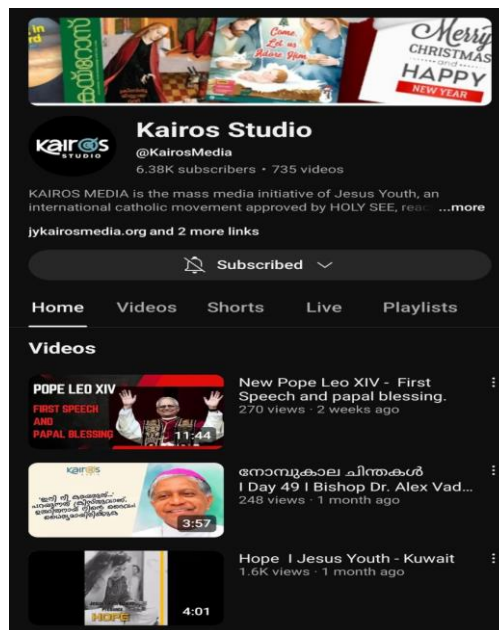 കയ്റോസ്
Come,
Let us
Adore Him
Merry
CHRISTMAS
and
HAPPY
NEW YEAR
KAIROS
STUDIO
Kairos Studio
@KairosMedia
6.38K subscribers • 735 videos
KAIROS MEDIA is the mass media initiative of Jesus Youth, an
international catholic movement approved by HOLY SEE, reac ...more
jykairosmedia.org and 2 more links
Subscribed
Home Videos Shorts Live Playlists
Videos
POPE LEO XIV
FIRST SPEECH
AND
PAPAL BLESSING
11:44
New Pope Leo XIV - First
Speech and papal blessing.
270 views · 2 weeks ago
KAIROS
3:57
നോമ്പുകാല ചിന്തകൾ
I Day 49 I Bishop Dr. Alex Vad...
248 views · 1 month ago
HOPE
4:01
Hope I Jesus Youth - Kuwait
1.6K views · 1 month ago